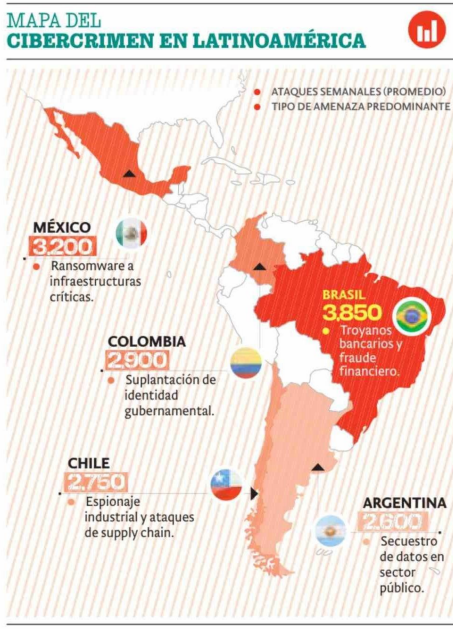 MAPA DEL
CIBERCRIMEN EN LATINOAMÉRICA
ATAQUES SEMANALES (PROMEDIO)
TIPO DE AMENAZA PREDOMINANTE
MÉXICO
3.200
Ransomware a
infraestructuras
críticas.
BRASIL
3.850
Troyanos
bancarios y
fraude
financiero.
COLOMBIA
2.900
Suplantación de
identidad
gubernamental.
CHILE
2.750
Espionaje
industrial y ataques
de supply chain.
ARGENTINA
2.600
Secuestro
de datos en
sector
público.